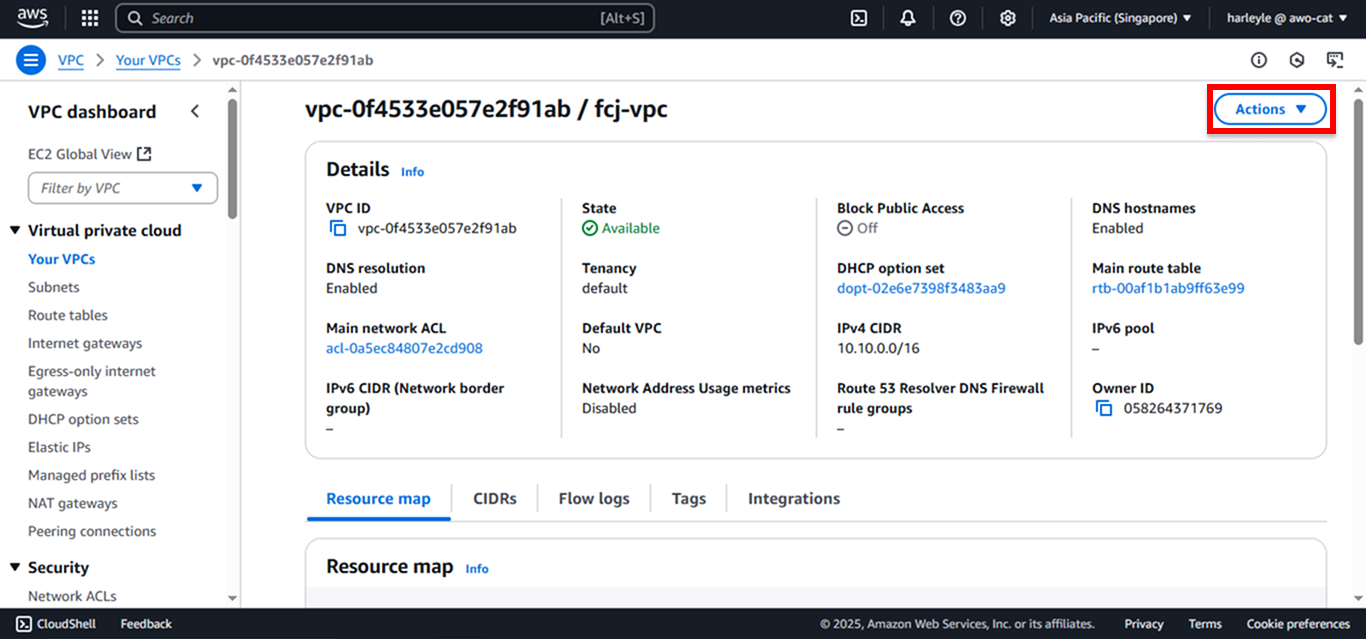 aws
Search [Alt+S] Asia Pacific (Singapore) harleyle @ awo-cat
VPC Your VPCs vpc-0f4533e057e2f91ab
VPC dashboard
EC2 Global View
Filter by VPC
Virtual private cloud
Your VPCs
Subnets
Route tables
Internet gateways
Egress-only internet
gateways
DHCP option sets
Elastic IPs
Managed prefix lists
NAT gateways
Peering connections
Security
Network ACLs
vpc-0f4533e057e2f91ab / fcj-vpc
Actions
Details Info
VPC ID
vpc-0f4533e057e2f91ab
State
Available
Block Public Access
Off
DNS hostnames
Enabled
DNS resolution
Enabled
Tenancy
default
DHCP option set
dopt-02e6e7398f3483aa9
Main route table
rtb-00af1b1ab9ff63e99
Main network ACL
acl-0a5ec84807e2cd908
Default VPC
No
IPv4 CIDR
10.10.0.0/16
IPv6 pool
–
IPv6 CIDR (Network border
group)
–
Network Address Usage metrics
Disabled
Route 53 Resolver DNS Firewall
rule groups
–
Owner ID
058264371769
Resource map CIDRs Flow logs Tags Integrations
Resource map Info
CloudShell Feedback © 2025, Amazon Web Services, Inc. or its affiliates. Privacy Terms Cookie preferences